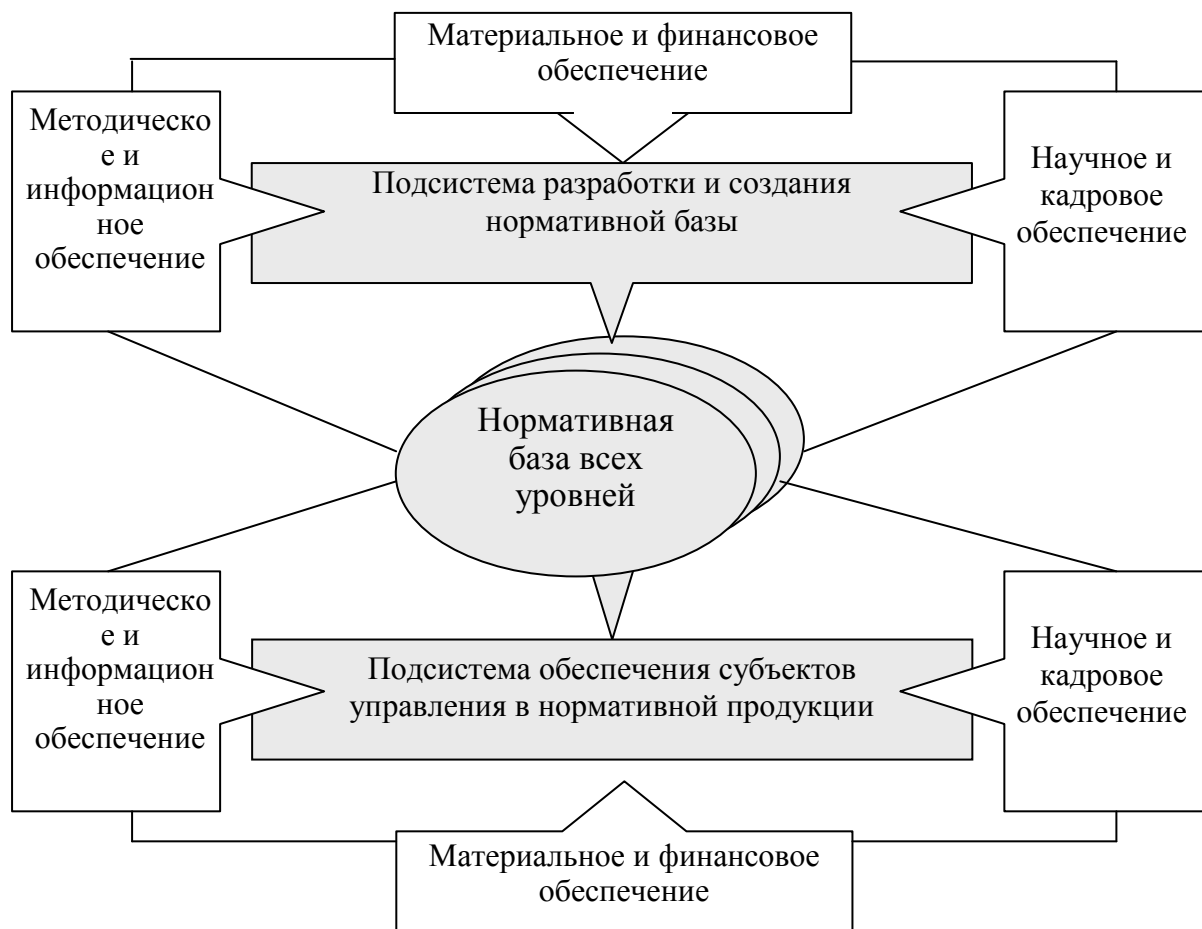 Материальное и финансовое
обеспечение
Методическо
е и
информацион
ное
обеспечение
Подсистема разработки и создания
нормативной базы
Научное и
кадровое
обеспечение
Нормативная
база всех
уровней
Методическо
е и
информацион
ное
обеспечение
Подсистема обеспечения субъектов
управления в нормативной продукции
Научное и
кадровое
обеспечение
Материальное и финансовое
обеспечение